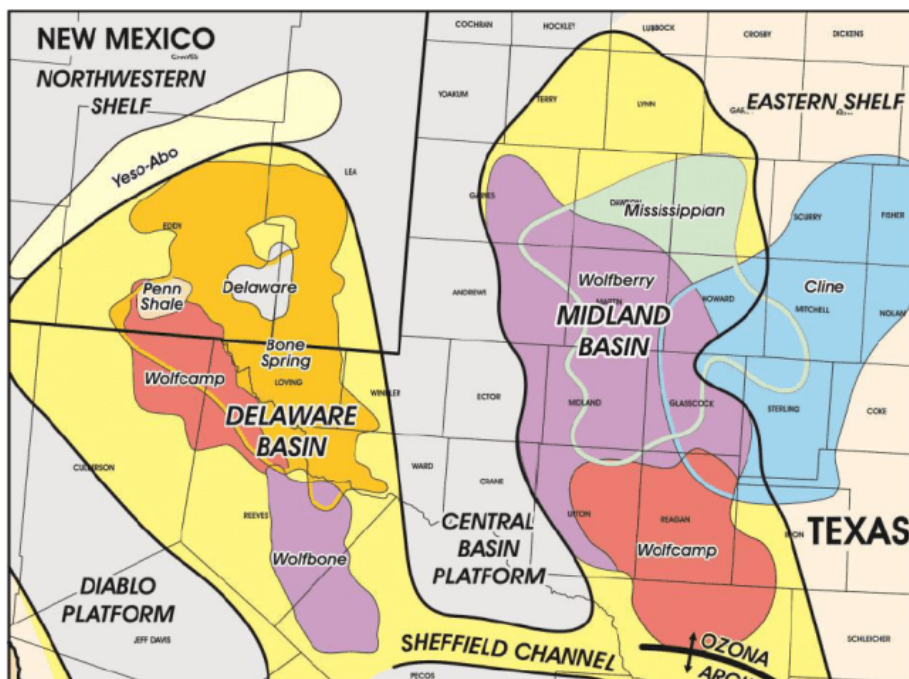 COCHRAN
HOCKLEY
LUBBOCK
CROSBY
DICKENS
NEW MEXICO
CHAVES
NORTHWESTERN
SHELF
YOAKUM
TERRY
LYNN
EASTERN SHELF
Yeso-Abo
LEA
GAINES
DAWSON
Mississippian
SCURRY
FISHER
EDDY
Penn
Shale
Delaware
ANDREWS
Wolfberry
MARTIN
HOWARD
Cline
MITCHELL
NOLAN
MIDLAND
BASIN
Bone
Spring
Wolfcamp
LOVING
WINKLER
ECTOR
MIDLAND
GLASSCOCK
STERLING
COKE
DELAWARE
BASIN
CULBERSON
WARD
CRANE
REEVES
CENTRAL
BASIN
PLATFORM
UPTON
REAGAN
Wolfcamp
TEXAS
Wolfbone
DIABLO
PLATFORM
JEFF DAVIS
SHEFFIELD CHANNEL
OZONA
SCHLEICHER
PECOS